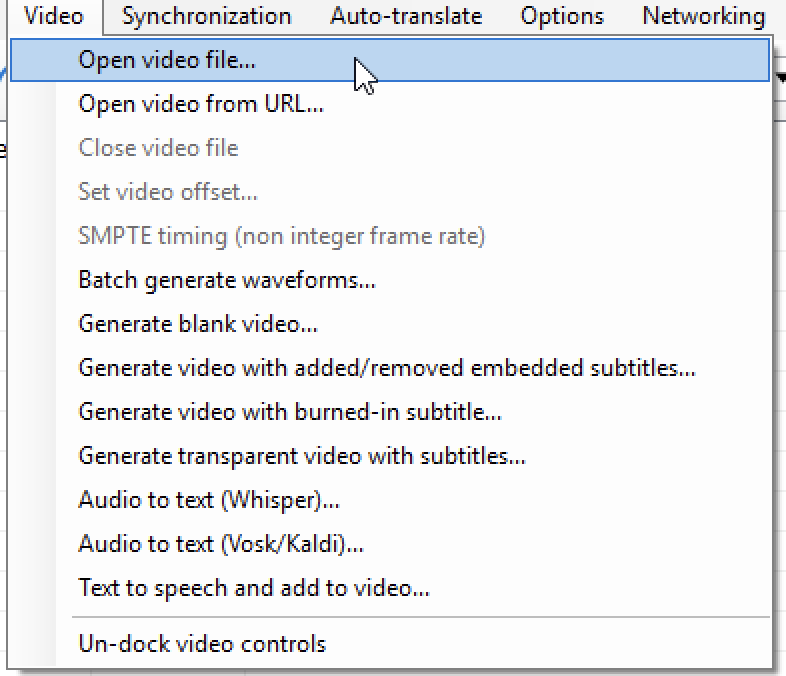 Video Synchronization Auto-translate Options Networking
Open video file...
Open video from URL...
Close video file
Set video offset...
SMPTE timing (non integer frame rate)
Batch generate waveforms...
Generate blank video...
Generate video with added/removed embedded subtitles...
Generate video with burned-in subtitle...
Generate transparent video with subtitles...
Audio to text (Whisper)...
Audio to text (Vosk/Kaldi)...
Text to speech and add to video...
Un-dock video controls